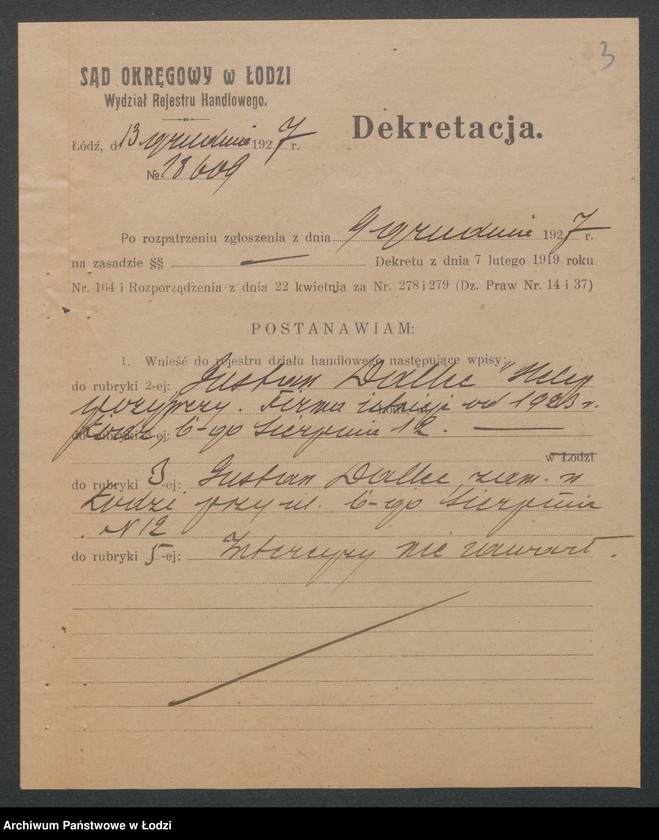 3
SĄD OKRĘGOWY w ŁODZI
Wydział Rejestru Handlowego.
Dekretacja.
Łódź, d. 13 grudnia 1927 r.
№ 13609
Po rozpatrzeniu zgłoszenia z dnia 9 grudnia 1927 r.
na zasadzie §§ — Dekretu z dnia 7 lutego 1919 roku
Nr. 164 i Rozporządzenia z dnia 22 kwietnia za Nr. 278 i 279 (Dz. Praw Nr. 14 i 37)
POSTANAWIAM:
1. Wnieść do rejestru działu handlowego następujące wpisy:
do rubryki 2-ej: Gustaw Dalke "Sklep
spożywczy. Firma istnieje od 1923 r.
Łódź, 6-go Sierpnia 12. —
w Łodzi
do rubryki 3-ej: Gustaw Dalke, zam. w
Łodzi przy ul. 6-go Sierpnia
N 12
do rubryki 5-ej: Intercyzy nie zawarł.
Archiwum Państwowe w Łodzi